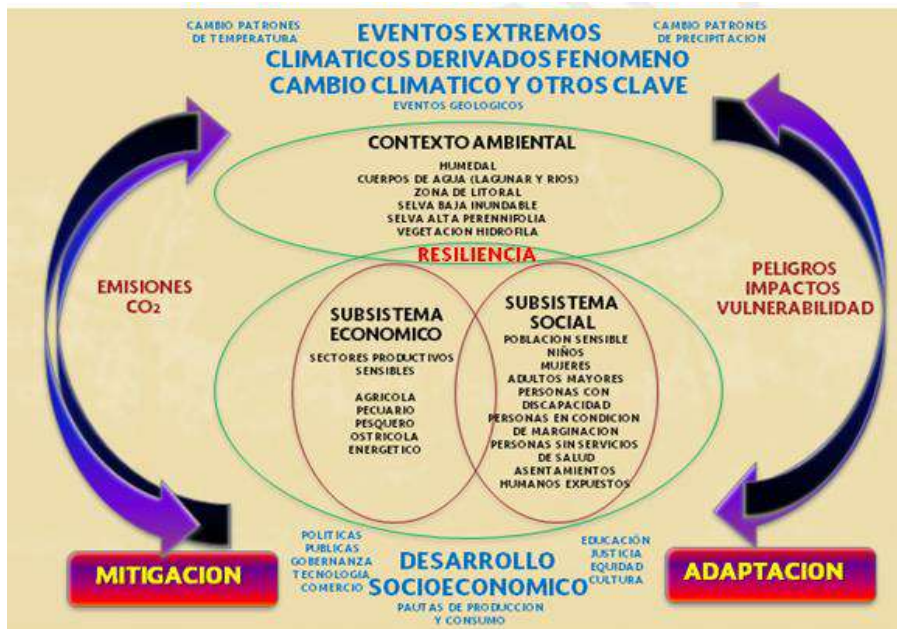 CAMBIO PATRONES
DE TEMPERATURA
EVENTOS EXTREMOS
CLIMATICOS DERIVADOS FENOMENO
CAMBIO CLIMATICO Y OTROS CLAVE
EVENTOS GEOLOGICOS
CAMBIO PATRONES
DE PRECIPITACION
CONTEXTO AMBIENTAL
HUMEDAL
CUERPOS DE AGUA (LAGUNAR Y RIOS)
ZONA DE LITORAL
SELVA BAJA INUNDABLE
SELVA ALTA PERENNIFOLIA
VEGETACION HIDROFILA
RESILIENCIA
EMISIONES
CO2
SUBSISTEMA
ECONOMICO
SECTORES PRODUCTIVOS
SENSIBLES
AGRICOLA
PECUARIO
PESQUERO
OSTRICOLA
ENERGETICO
SUBSISTEMA
SOCIAL
POBLACION SENSIBLE
NIÑOS
MUJERES
ADULTOS MAYORES
PERSONAS CON
DISCAPACIDAD
PERSONAS EN CONDICION
DE MARGINACION
PERSONAS SIN SERVICIOS
DE SALUD
ASENTAMIENTOS
HUMANOS EXPUESTOS
PELIGROS
IMPACTOS
VULNERABILIDAD
MITIGACION
POLITICAS
PUBLICAS
GOBERNANZA
TECNOLOGIA
COMERCIO
DESARROLLO
SOCIOECONOMICO
PAUTAS DE PRODUCCION
Y CONSUMO
EDUCACIÓN
JUSTICIA
EQUIDAD
CULTURA
ADAPTACION